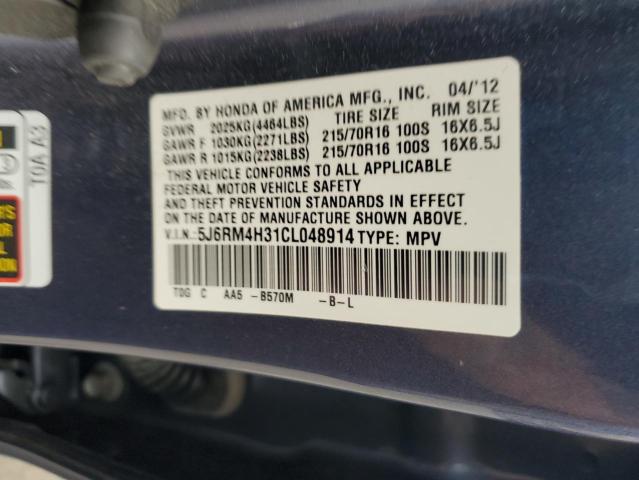 MFD. BY HONDA OF AMERICA MFG., INC. 04/'12
GVWR 2025KG(4464LBS) TIRE SIZE RIM SIZE
GAWR F 1030KG(2271LBS) 215/70R16 100S 16X6.5J
GAWR R 1015KG(2238LBS) 215/70R16 100S 16X6.5J
THIS VEHICLE CONFORMS TO ALL APPLICABLE
FEDERAL MOTOR VEHICLE SAFETY
AND THEFT PREVENTION STANDARDS IN EFFECT
ON THE DATE OF MANUFACTURE SHOWN ABOVE.
V.I.N.:5J6RM4H31CL048914 TYPE: MPV
TDG C AA5 -B570M -B-L
T0A A3